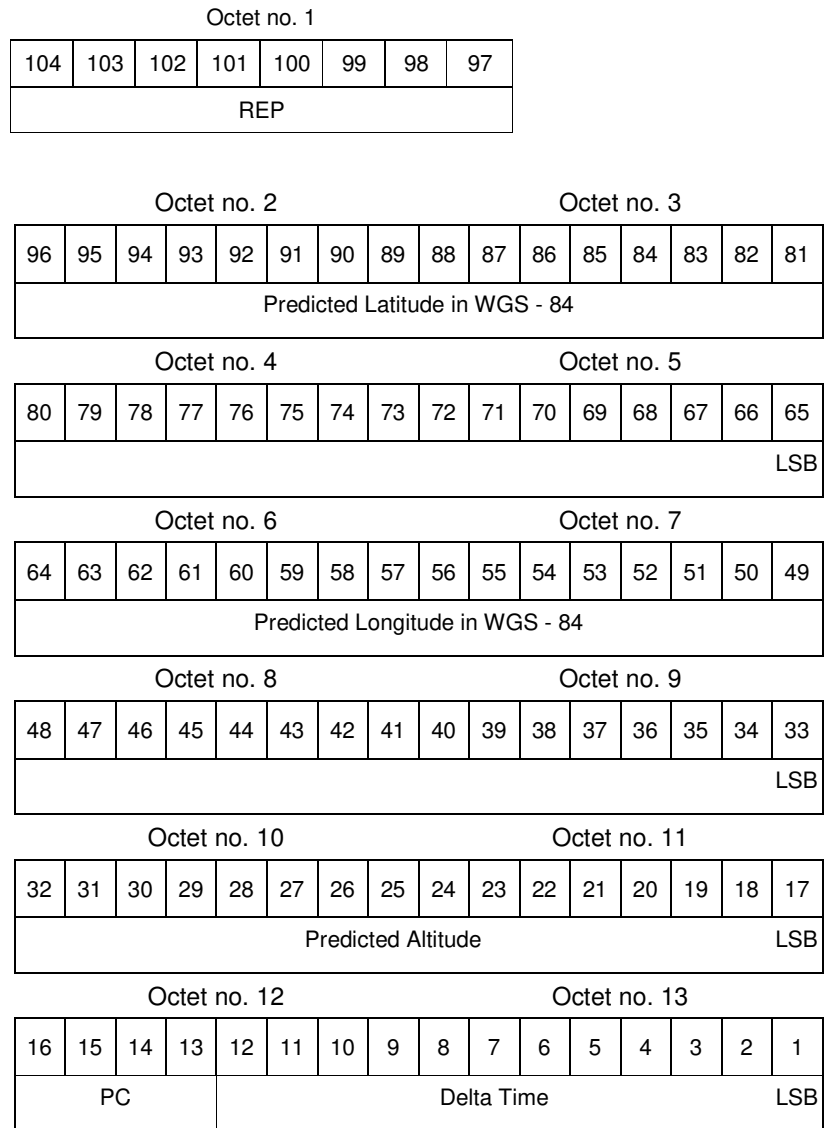 Octet no. 1
104 103 102 101 100 99 98 97
REP
Octet no. 2 Octet no. 3
96 95 94 93 92 91 90 89 88 87 86 85 84 83 82 81
Predicted Latitude in WGS - 84
Octet no. 4 Octet no. 5
80 79 78 77 76 75 74 73 72 71 70 69 68 67 66 65
LSB
Octet no. 6 Octet no. 7
64 63 62 61 60 59 58 57 56 55 54 53 52 51 50 49
Predicted Longitude in WGS - 84
Octet no. 8 Octet no. 9
48 47 46 45 44 43 42 41 40 39 38 37 36 35 34 33
LSB
Octet no. 10 Octet no. 11
32 31 30 29 28 27 26 25 24 23 22 21 20 19 18 17
Predicted Altitude LSB
Octet no. 12 Octet no. 13
16 15 14 13 12 11 10 9 8 7 6 5 4 3 2 1
PC Delta Time LSB